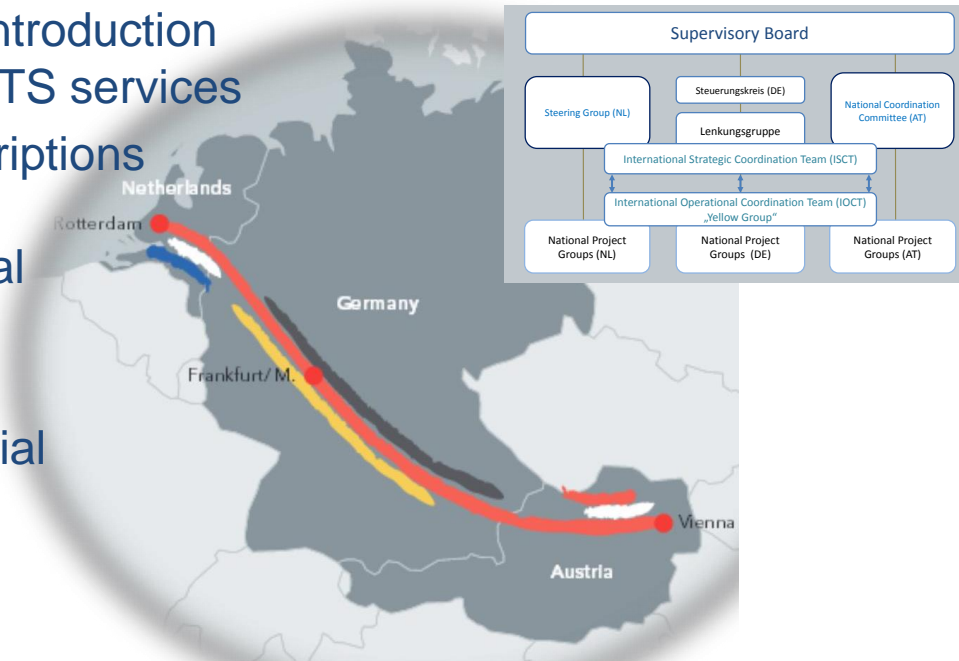 ntroduction
TS services
riptions
al
ial
Netherlands
Rotterdam
Germany
Frankfurt/ M.
Vienna
Austria
Supervisory Board
Steering Group (NL)
Steuerungskreis (DE)
Lenkungsgruppe
National Coordination
Committee (AT)
International Strategic Coordination Team (ISCT)
International Operational Coordination Team (IOCT)
„Yellow Group“
National Project
Groups (NL)
National Project
Groups (DE)
National Project
Groups (AT)